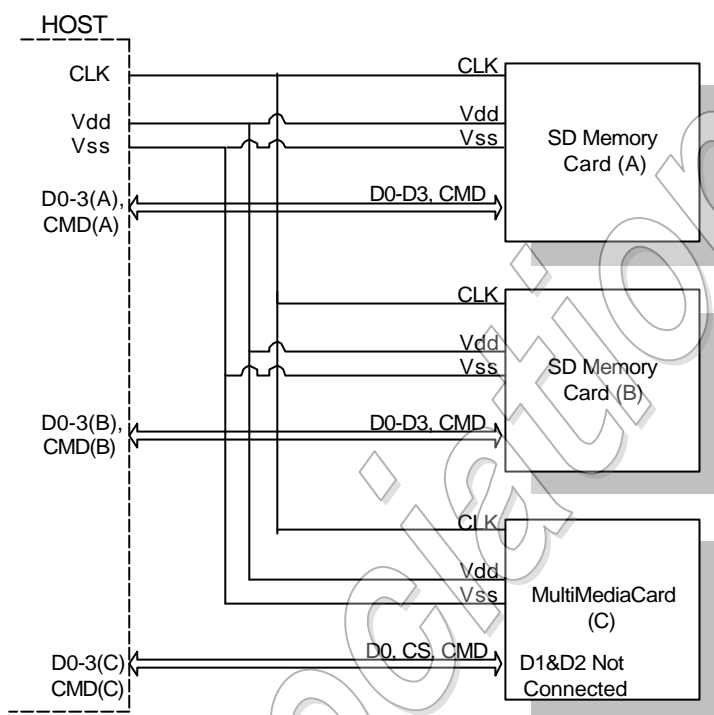 HOST
CLK
Vdd
Vss
D0-3(A),
CMD(A)
CLK
Vdd
Vss
D0-D3, CMD
SD Memory
Card (A)
D0-3(B),
CMD(B)
CLK
Vdd
Vss
D0-D3, CMD
SD Memory
Card (B)
D0-3(C)
CMD(C)
CLK
Vdd
Vss
D0, CS, CMD
MultiMediaCard
(C)
D1&D2 Not
Connected
ociation